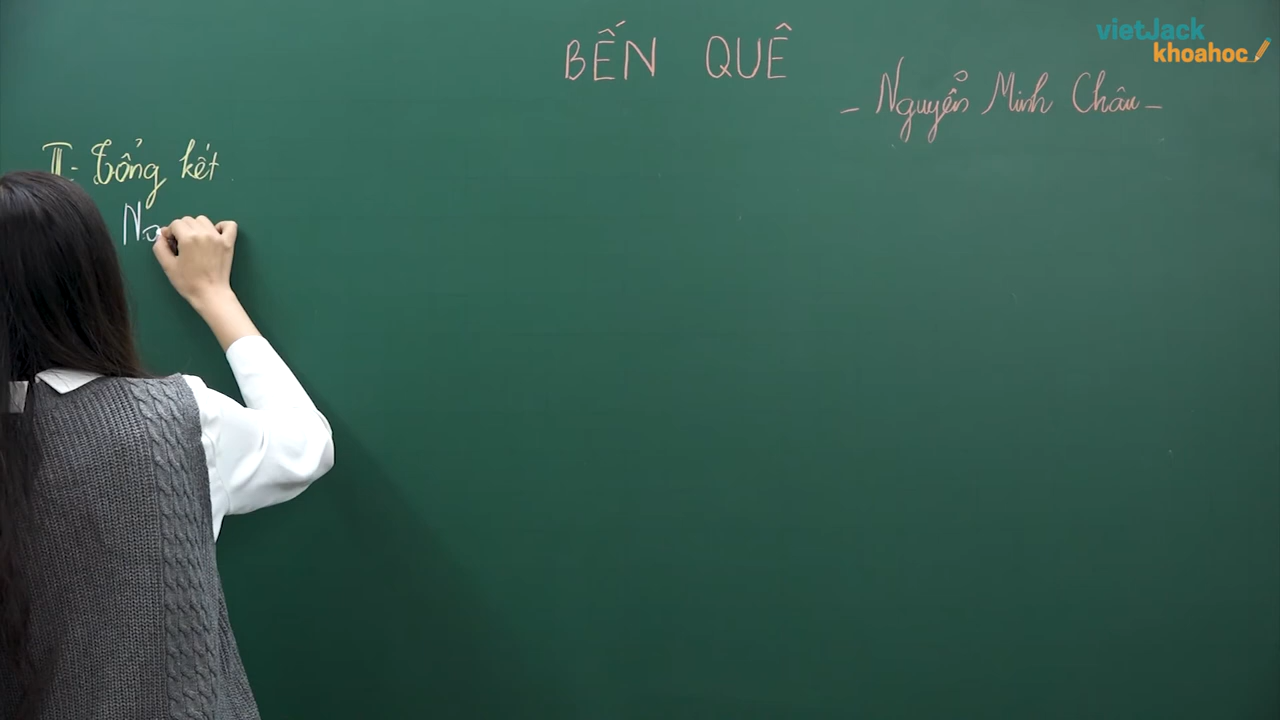 vietJack
khoahoc
BẾN QUÊ
- Nguyễn Minh Châu -
II - Tổng kết